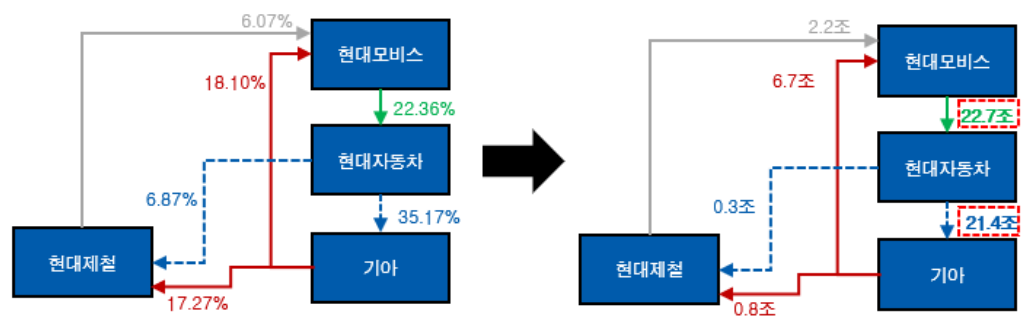 6.07%
현대모비스
18.10%
22.36%
현대자동차
6.87%
35.17%
현대제철
기아
17.27%
2.2조
현대모비스
6.7조
22.7조
현대자동차
0.3조
21.4조
현대제철
기아
0.8조